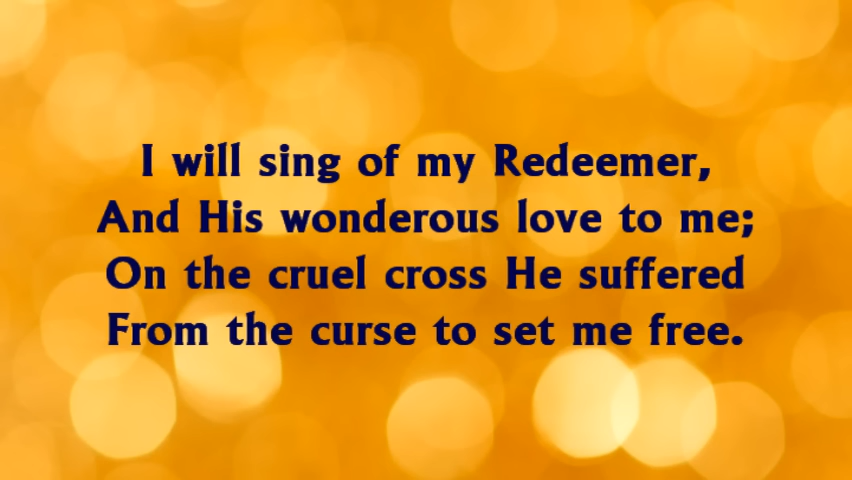 I will sing of my Redeemer,
And His wonderous love to me;
On the cruel cross He suffered
From the curse to set me free.